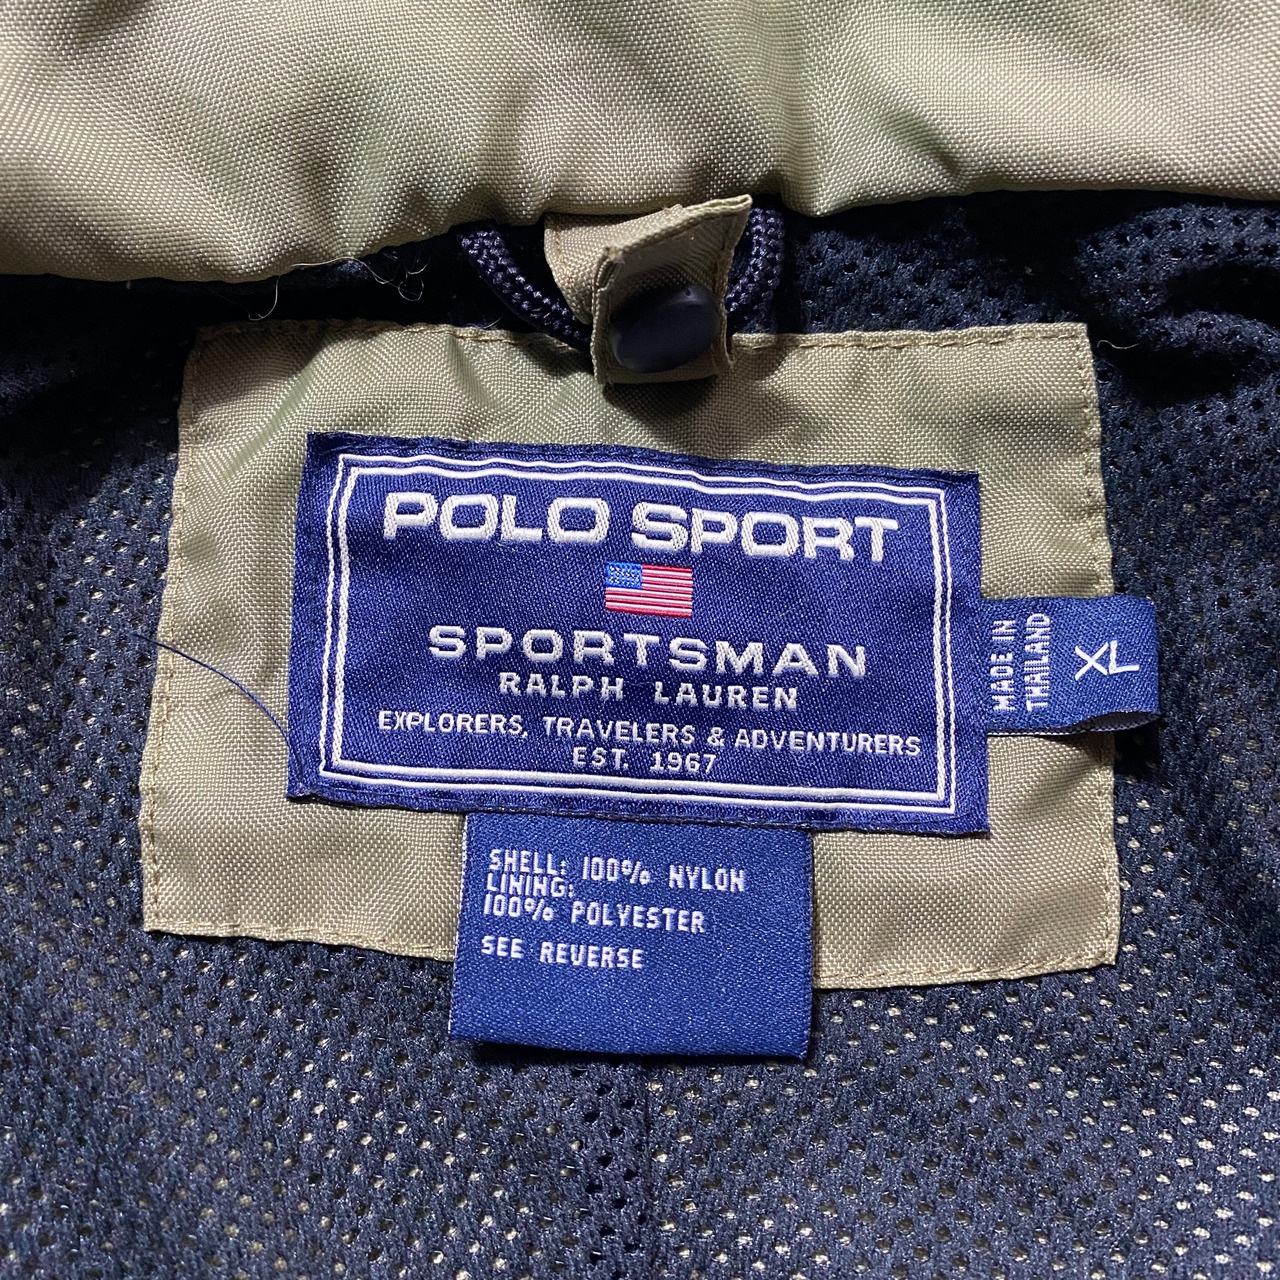 POLO SPORT
SPORTSMAN
RALPH LAUREN
EXPLORERS, TRAVELERS & ADVENTURERS
EST. 1967
MADE IN
THAILAND
XL
SHELL: 100% NYLON
LINING:
100% POLYESTER
SEE REVERSE